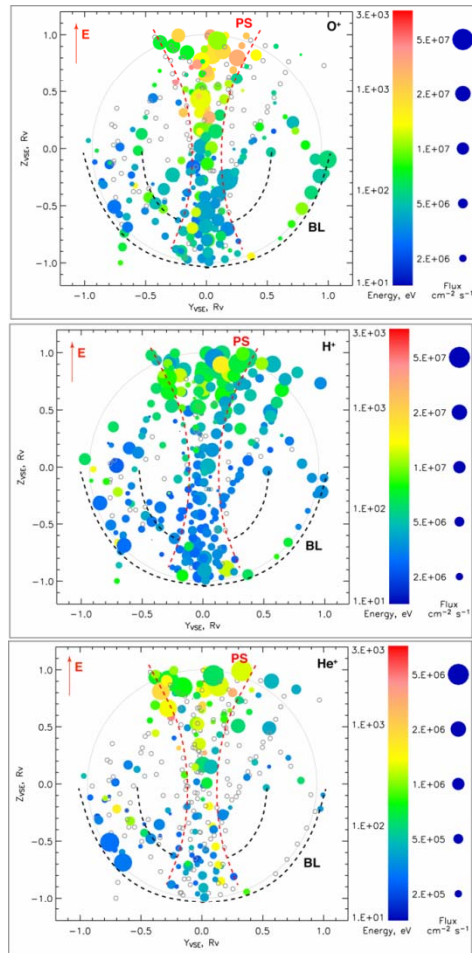 E
PS
O⁺
1.0
0.5
0.0
-0.5
-1.0
Z_VSE, Rv
BL
-1.0 -0.5 0.0 0.5 1.0
Y_VSE, Rv
3.E+03
1.E+02
1.E+01
Energy, eV
5.E+07
2.E+07
1.E+07
5.E+06
2.E+06
Flux
cm⁻² s⁻¹
E
PS
H⁺
1.0
0.5
0.0
-0.5
-1.0
Z_VSE, Rv
BL
-1.0 -0.5 0.0 0.5 1.0
Y_VSE, Rv
3.E+03
1.E+02
1.E+01
Energy, eV
5.E+07
2.E+07
1.E+07
5.E+06
2.E+06
Flux
cm⁻² s⁻¹
E
PS
He⁺
1.0
0.5
0.0
-0.5
-1.0
Z_VSE, Rv
BL
-1.0 -0.5 0.0 0.5 1.0
Y_VSE, Rv
3.E+03
1.E+02
1.E+01
Energy, eV
5.E+06
2.E+06
1.E+06
5.E+05
2.E+05
Flux
cm⁻² s⁻¹